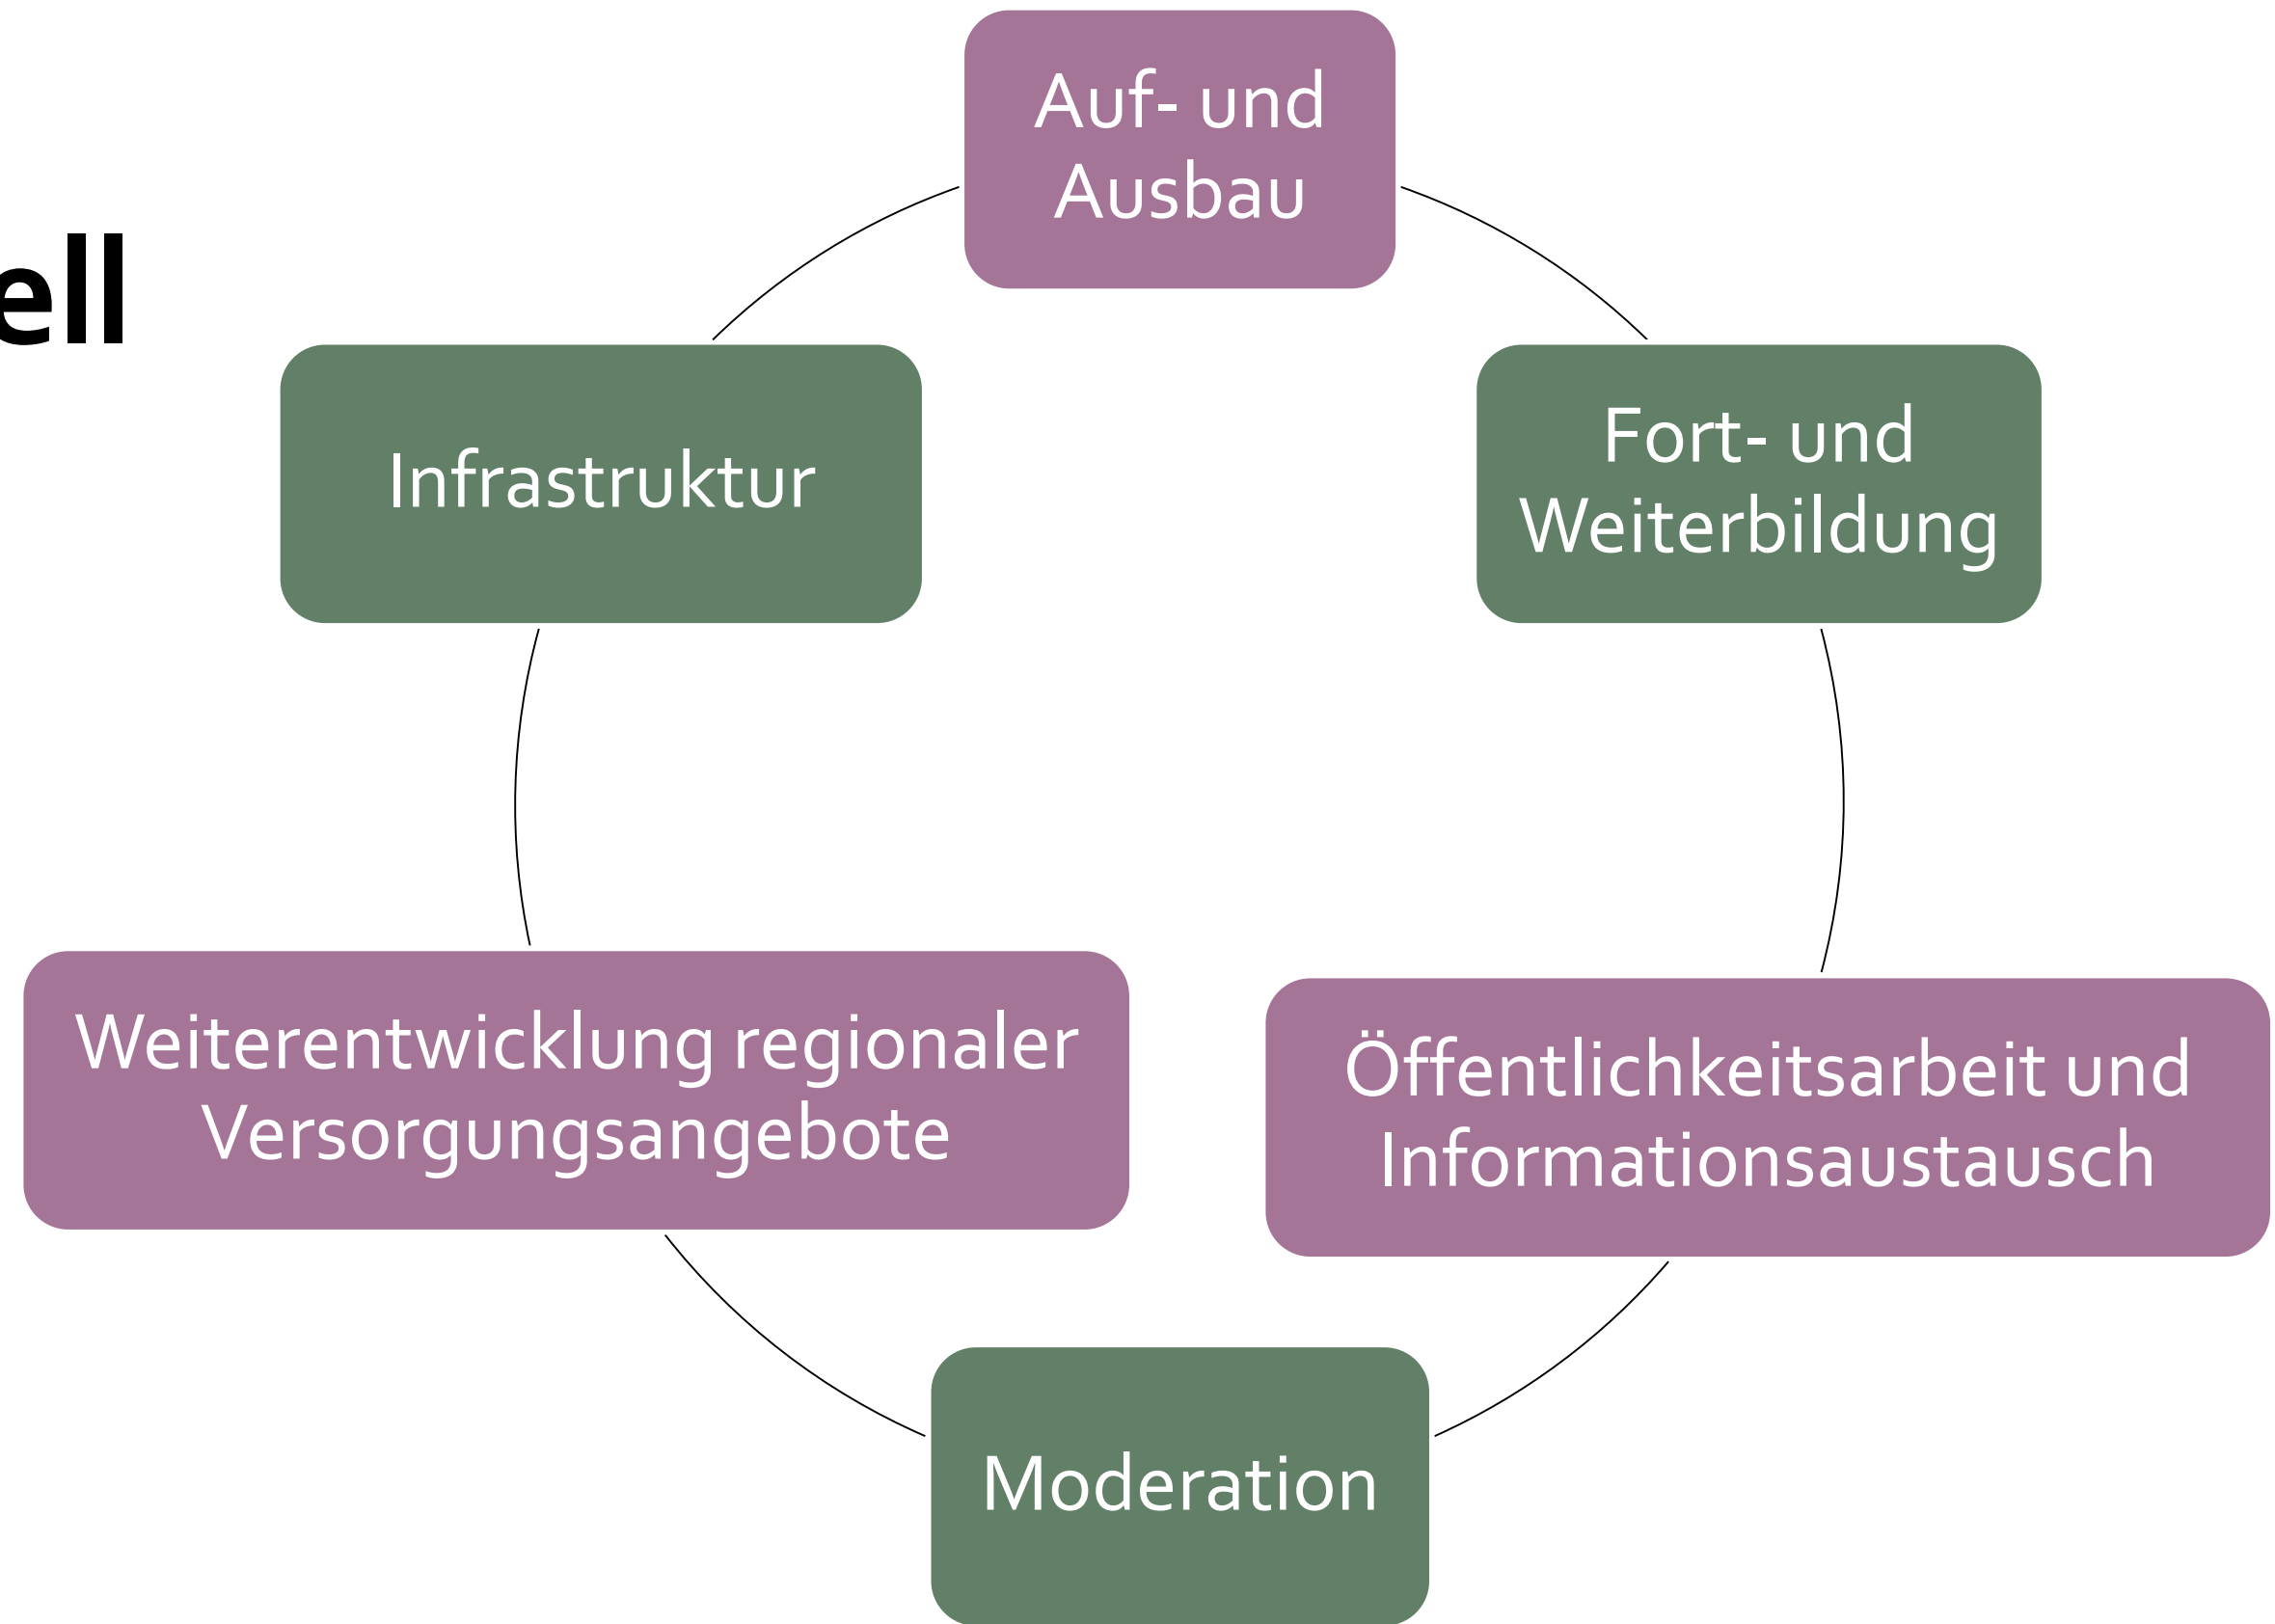 Auf- und
Ausbau
ell
Infrastruktur
Fort- und
Weiterbildung
Weiterentwicklung regionaler
Versorgungsangebote
Öffentlichkeitsarbeit und
Informationsaustausch
Moderation